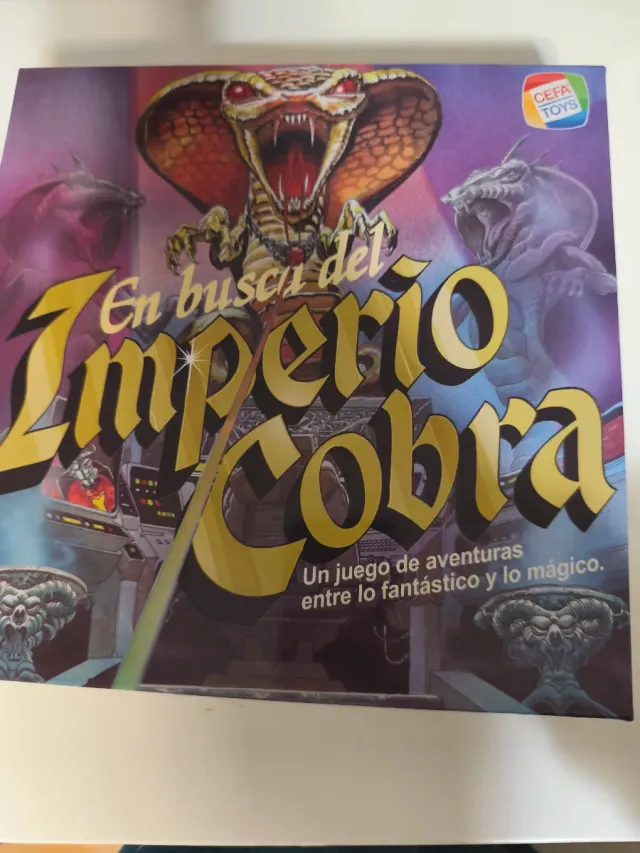 CEFA
TOYS
En busca del
Imperio
Cobra
Un juego de aventuras
entre lo fantástico y lo mágico.